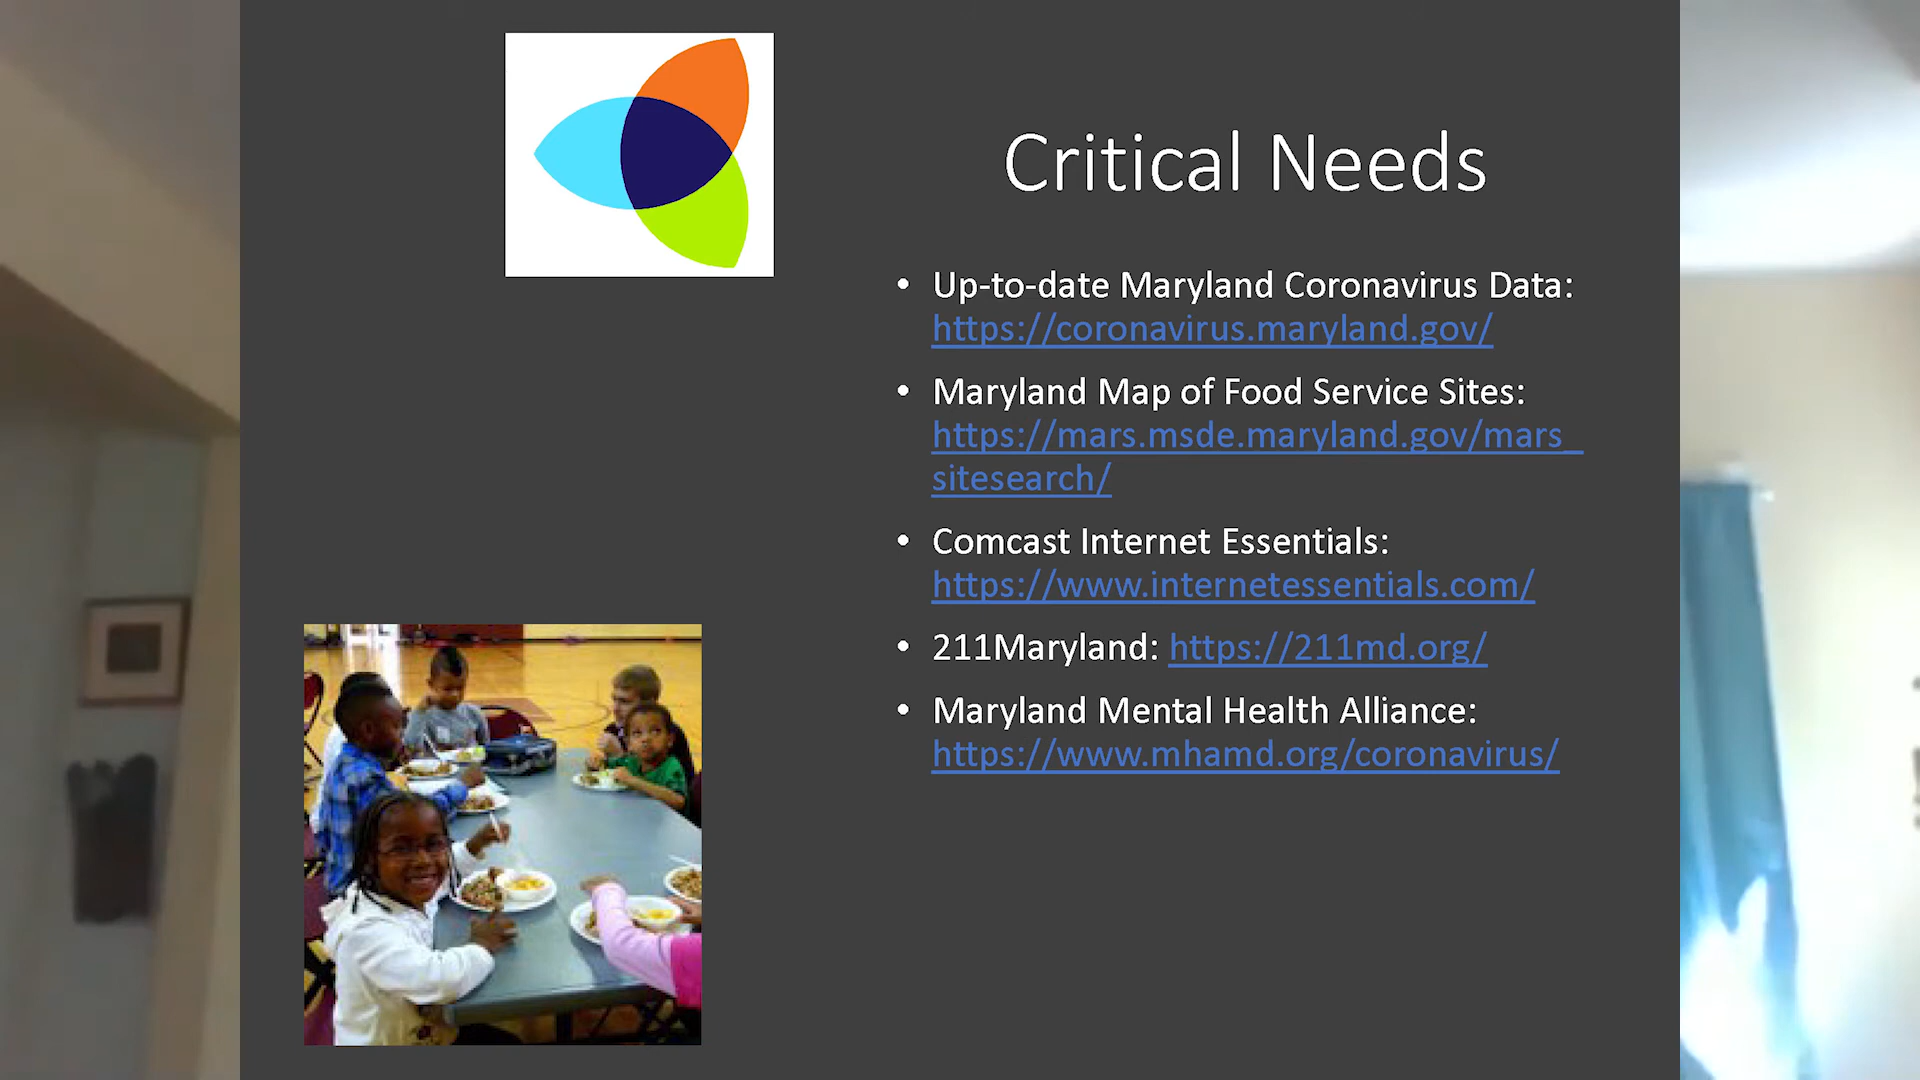 Critical Needs
• Up-to-date Maryland Coronavirus Data:
https://coronavirus.maryland.gov/
• Maryland Map of Food Service Sites:
https://mars.msde.maryland.gov/mars_
sitesearch/
• Comcast Internet Essentials:
https://www.internetessentials.com/
• 211Maryland: https://211md.org/
• Maryland Mental Health Alliance:
https://www.mhamd.org/coronavirus/